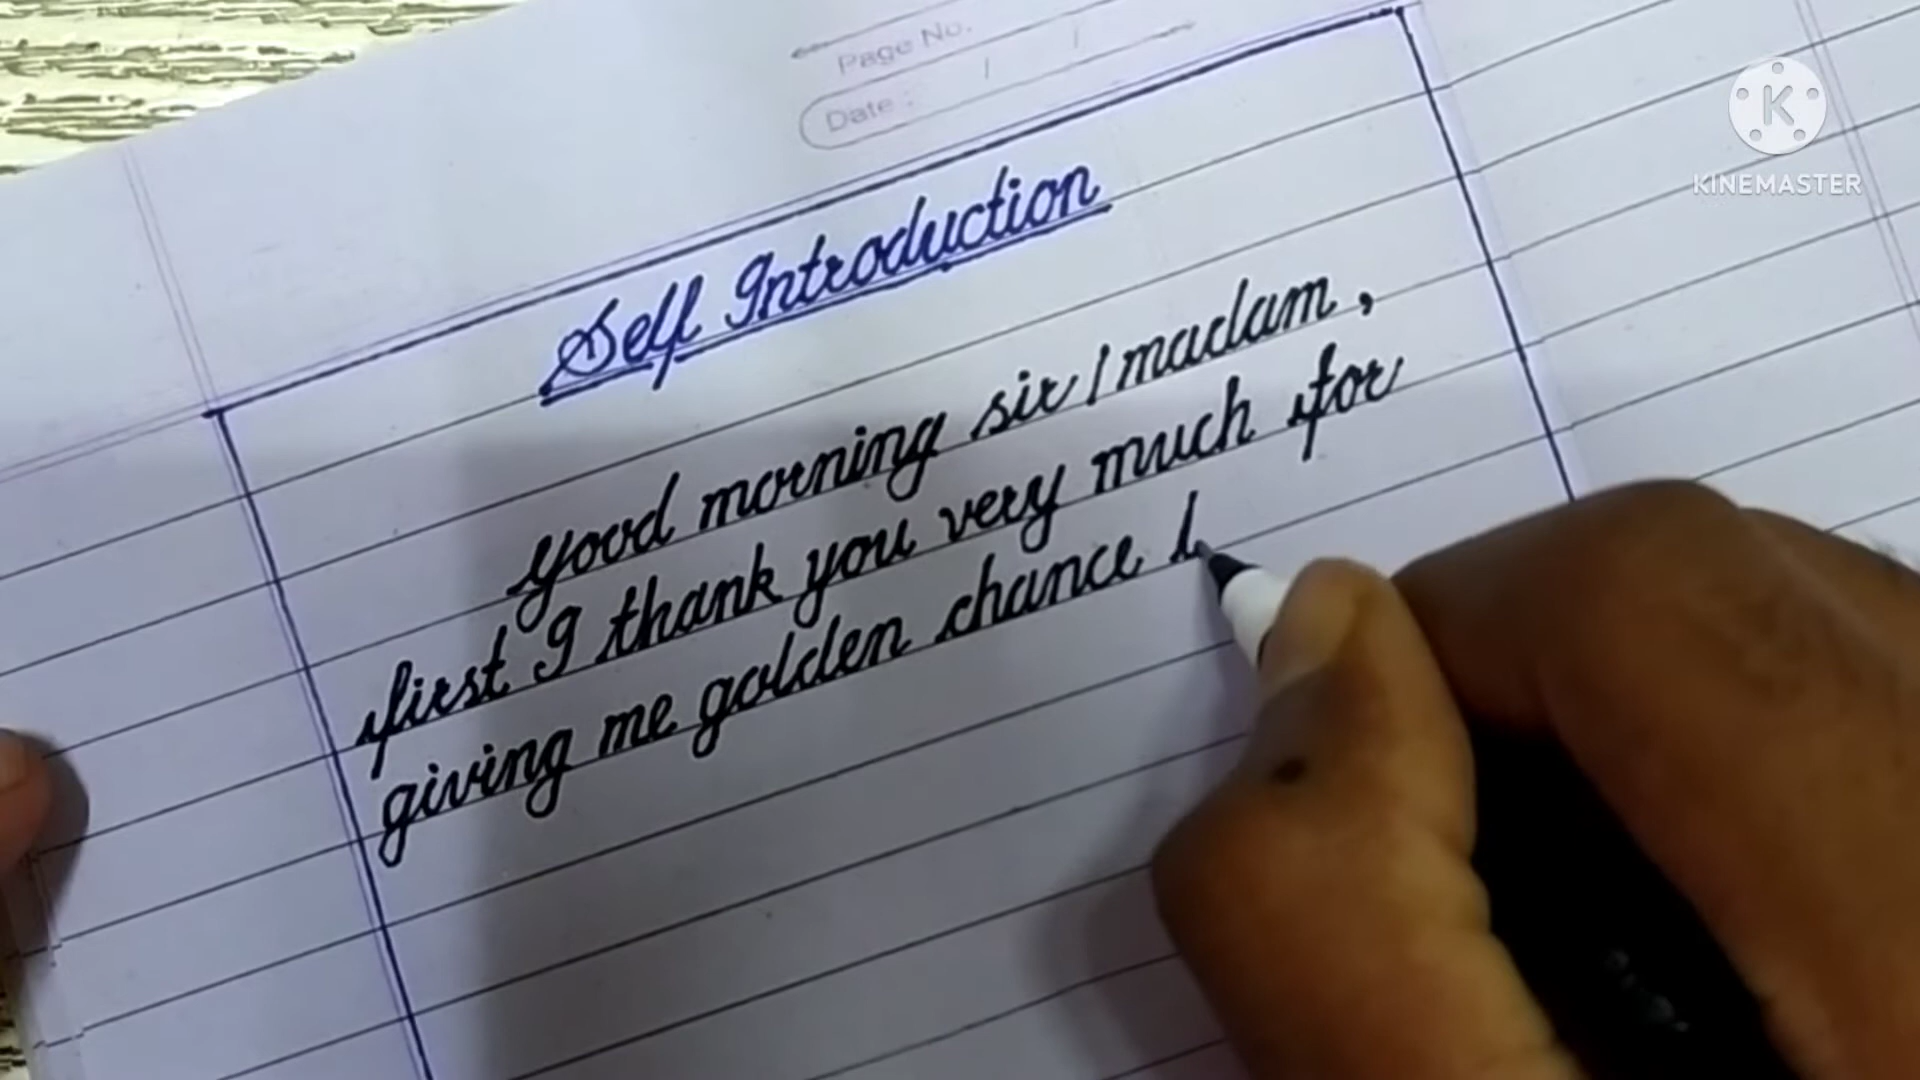 Page No.
Date : / /
KINEMASTER
Self Introduction
good morning sir / madam,
first I thank you very much for
giving me golden chance